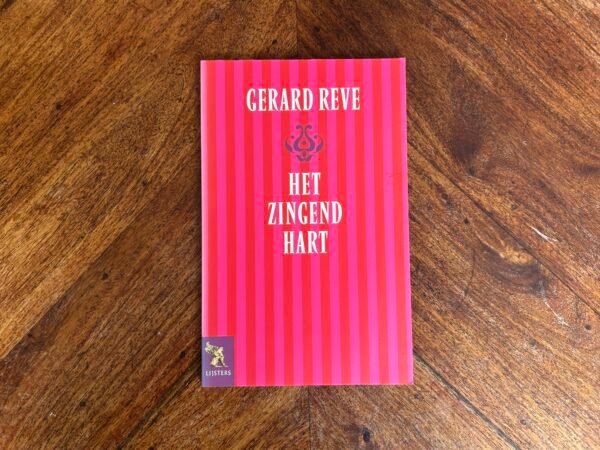 GERARD REVE
HET
ZINGEND
HART
LIJSTERS